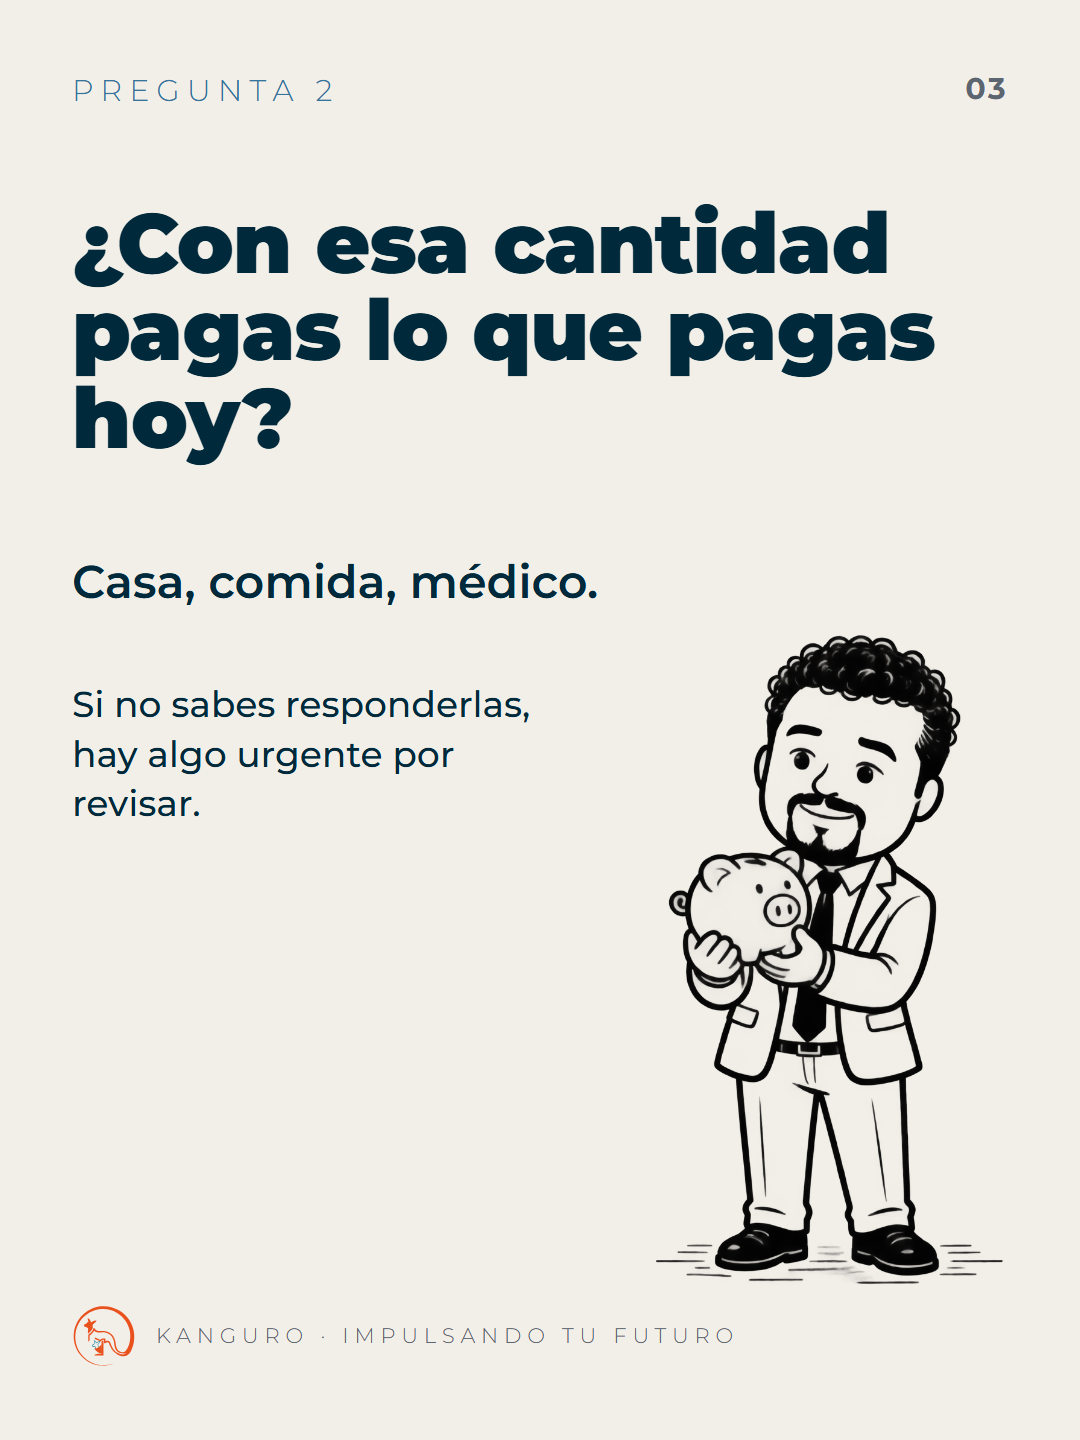 PREGUNTA 2
03
¿Con esa cantidad
pagas lo que pagas
hoy?
Casa, comida, médico.
Si no sabes responderlas,
hay algo urgente por
revisar.
KANGURO · IMPULSANDO TU FUTURO